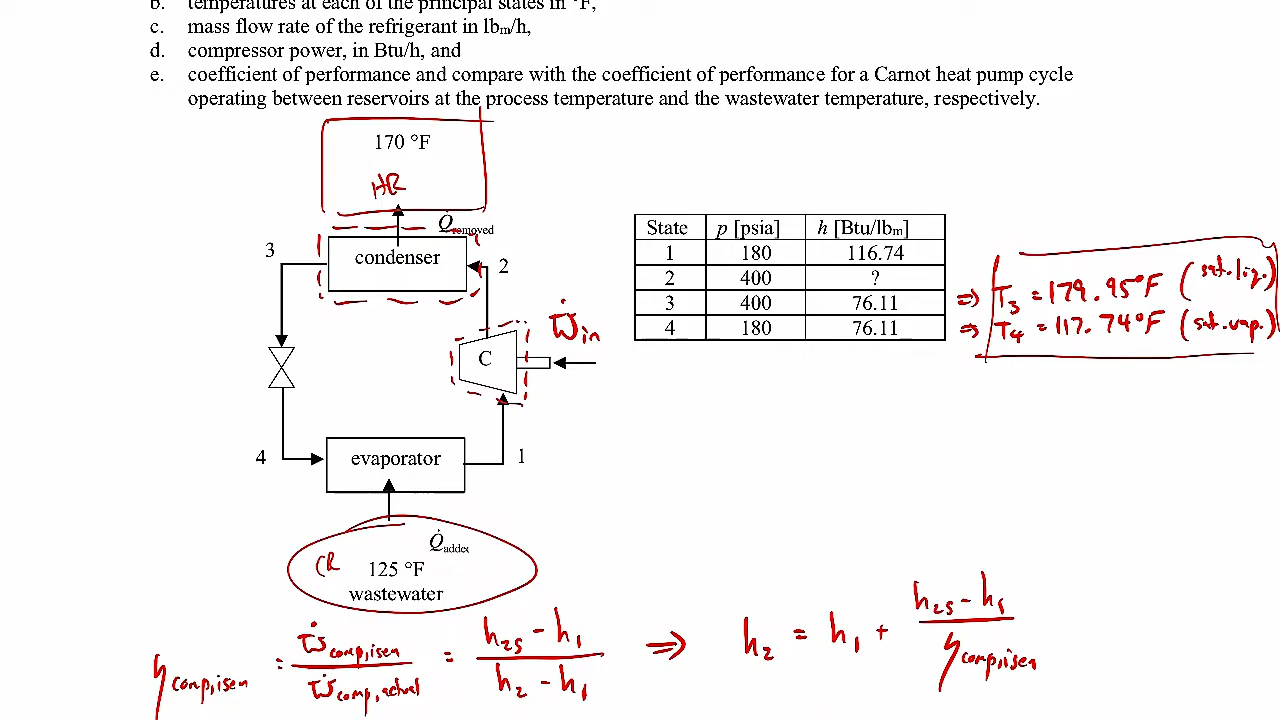 b. temperatures at each of the principal states in °F,
c. mass flow rate of the refrigerant in lbm/h,
d. compressor power, in Btu/h, and
e. coefficient of performance and compare with the coefficient of performance for a Carnot heat pump cycle
operating between reservoirs at the process temperature and the wastewater temperature, respectively.
170 °F
HR
Q̇removed
condenser
3
2
Ẇin
C
4
evaporator
1
Q̇added
CR
125 °F
wastewater
State p [psia] h [Btu/lbm]
1 180 116.74
2 400 ?
3 400 76.11
4 180 76.11
⇒ T3 = 179.95°F (sat. liq.)
⇒ T4 = 117.74°F (sat. vap.)
ηcomp,isen = Ẇcomp,isen / Ẇcomp,actual = h2s - h1 / h2 - h1 ⇒ h2 = h1 + h2s - h1 / ηcomp,isen